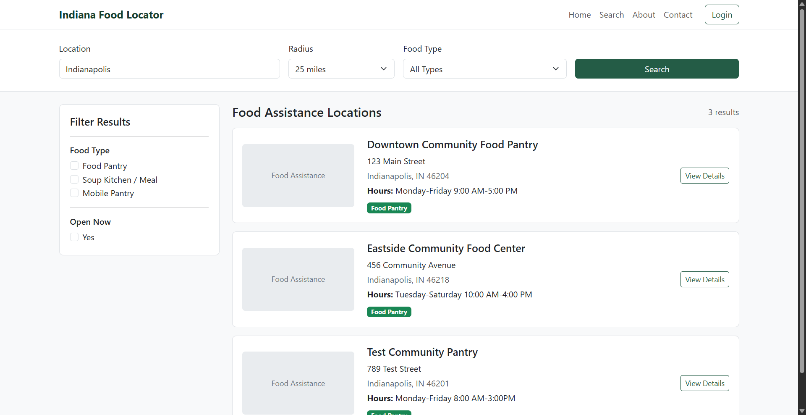 Indiana Food Locator
Home Search About Contact Login
Location
Radius
Food Type
Indianapolis
25 miles
All Types
Search
Filter Results
Food Type
Food Pantry
Soup Kitchen / Meal
Mobile Pantry
Open Now
Yes
Food Assistance Locations
3 results
Food Assistance
Downtown Community Food Pantry
123 Main Street
Indianapolis, IN 46204
Hours: Monday-Friday 9:00 AM-5:00 PM
Food Pantry
View Details
Food Assistance
Eastside Community Food Center
456 Community Avenue
Indianapolis, IN 46218
Hours: Tuesday-Saturday 10:00 AM-4:00 PM
Food Pantry
View Details
Food Assistance
Test Community Pantry
789 Test Street
Indianapolis, IN 46201
Hours: Monday-Friday 8:00 AM-3:00PM
Food Pantry
View Details